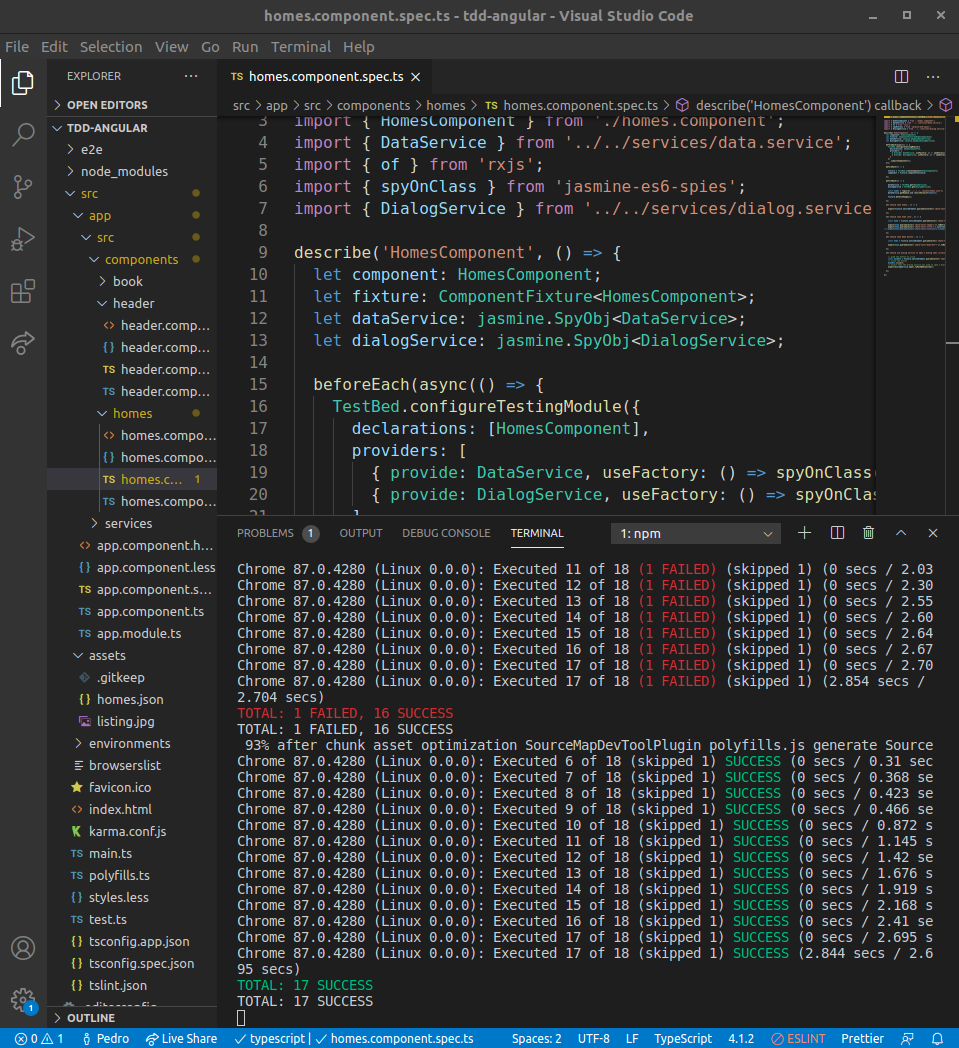 homes.component.spec.ts - tdd-angular - Visual Studio Code
File Edit Selection View Go Run Terminal Help
EXPLORER
OPEN EDITORS
TDD-ANGULAR
e2e
node_modules
src
app
src
components
book
header
<> header.comp...
{} header.comp...
TS header.comp...
TS header.comp...
homes
<> homes.compo...
{} homes.compo...
TS homes.c... 1
TS homes.compo...
services
<> app.component.h...
{} app.component.less
TS app.component.s...
TS app.component.ts
TS app.module.ts
assets
.gitkeep
{} homes.json
listing.jpg
environments
browserslist
favicon.ico
<> index.html
karma.conf.js
TS main.ts
TS polyfills.ts
{} styles.less
TS test.ts
{} tsconfig.app.json
{} tsconfig.spec.json
{} tslint.json
.editorconfig
OUTLINE
1
TS homes.component.spec.ts
src > app > src > components > homes > TS homes.component.spec.ts > describe('HomesComponent') callback >
3 import { HomesComponent } from './homes.component';
4 import { DataService } from '../../services/data.service';
5 import { of } from 'rxjs';
6 import { spyOnClass } from 'jasmine-es6-spies';
7 import { DialogService } from '../../services/dialog.service
8
9 describe('HomesComponent', () => {
10 let component: HomesComponent;
11 let fixture: ComponentFixture<HomesComponent>;
12 let dataService: jasmine.SpyObj<DataService>;
13 let dialogService: jasmine.SpyObj<DialogService>;
14
15 beforeEach(async(() => {
16 TestBed.configureTestingModule({
17 declarations: [HomesComponent],
18 providers: [
19 { provide: DataService, useFactory: () => spyOnClass(
20 { provide: DialogService, useFactory: () => spyOnClas
21 ]
PROBLEMS 1 OUTPUT DEBUG CONSOLE TERMINAL 1: npm
Chrome 87.0.4280 (Linux 0.0.0): Executed 11 of 18 (1 FAILED) (skipped 1) (0 secs / 2.03
Chrome 87.0.4280 (Linux 0.0.0): Executed 12 of 18 (1 FAILED) (skipped 1) (0 secs / 2.30
Chrome 87.0.4280 (Linux 0.0.0): Executed 13 of 18 (1 FAILED) (skipped 1) (0 secs / 2.55
Chrome 87.0.4280 (Linux 0.0.0): Executed 14 of 18 (1 FAILED) (skipped 1) (0 secs / 2.60
Chrome 87.0.4280 (Linux 0.0.0): Executed 15 of 18 (1 FAILED) (skipped 1) (0 secs / 2.64
Chrome 87.0.4280 (Linux 0.0.0): Executed 16 of 18 (1 FAILED) (skipped 1) (0 secs / 2.67
Chrome 87.0.4280 (Linux 0.0.0): Executed 17 of 18 (1 FAILED) (skipped 1) (0 secs / 2.70
Chrome 87.0.4280 (Linux 0.0.0): Executed 17 of 18 (1 FAILED) (skipped 1) (2.854 secs /
2.704 secs)
TOTAL: 1 FAILED, 16 SUCCESS
TOTAL: 1 FAILED, 16 SUCCESS
93% after chunk asset optimization SourceMapDevToolPlugin polyfills.js generate Source
Chrome 87.0.4280 (Linux 0.0.0): Executed 6 of 18 (skipped 1) SUCCESS (0 secs / 0.31 sec
Chrome 87.0.4280 (Linux 0.0.0): Executed 7 of 18 (skipped 1) SUCCESS (0 secs / 0.368 se
Chrome 87.0.4280 (Linux 0.0.0): Executed 8 of 18 (skipped 1) SUCCESS (0 secs / 0.423 se
Chrome 87.0.4280 (Linux 0.0.0): Executed 9 of 18 (skipped 1) SUCCESS (0 secs / 0.466 se
Chrome 87.0.4280 (Linux 0.0.0): Executed 10 of 18 (skipped 1) SUCCESS (0 secs / 0.872 s
Chrome 87.0.4280 (Linux 0.0.0): Executed 11 of 18 (skipped 1) SUCCESS (0 secs / 1.145 s
Chrome 87.0.4280 (Linux 0.0.0): Executed 12 of 18 (skipped 1) SUCCESS (0 secs / 1.42 se
Chrome 87.0.4280 (Linux 0.0.0): Executed 13 of 18 (skipped 1) SUCCESS (0 secs / 1.676 s
Chrome 87.0.4280 (Linux 0.0.0): Executed 14 of 18 (skipped 1) SUCCESS (0 secs / 1.919 s
Chrome 87.0.4280 (Linux 0.0.0): Executed 15 of 18 (skipped 1) SUCCESS (0 secs / 2.168 s
Chrome 87.0.4280 (Linux 0.0.0): Executed 16 of 18 (skipped 1) SUCCESS (0 secs / 2.41 se
Chrome 87.0.4280 (Linux 0.0.0): Executed 17 of 18 (skipped 1) SUCCESS (0 secs / 2.695 s
Chrome 87.0.4280 (Linux 0.0.0): Executed 17 of 18 (skipped 1) SUCCESS (2.844 secs / 2.6
95 secs)
TOTAL: 17 SUCCESS
TOTAL: 17 SUCCESS
0 1 Pedro Live Share typescript | homes.component.spec.ts Spaces: 2 UTF-8 LF TypeScript 4.1.2 ESLINT Prettier